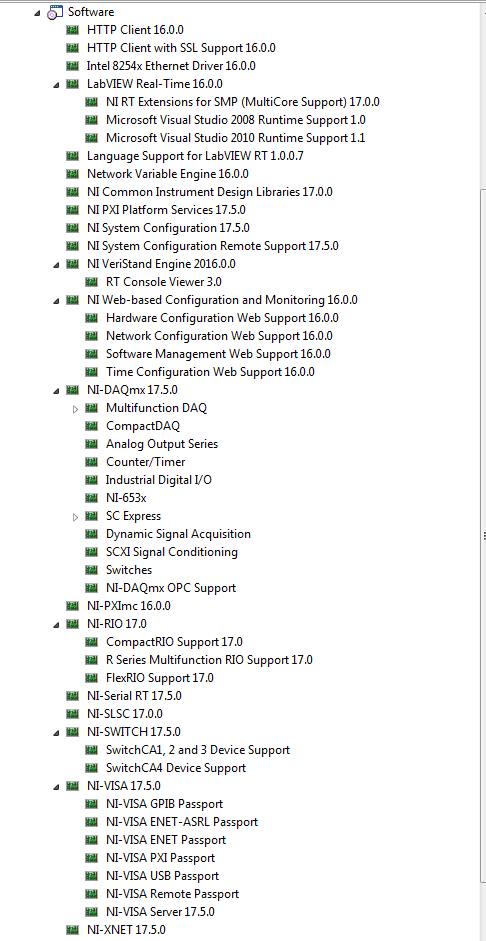 Software
HTTP Client 16.0.0
HTTP Client with SSL Support 16.0.0
Intel 8254x Ethernet Driver 16.0.0
LabVIEW Real-Time 16.0.0
NI RT Extensions for SMP (MultiCore Support) 17.0.0
Microsoft Visual Studio 2008 Runtime Support 1.0
Microsoft Visual Studio 2010 Runtime Support 1.1
Language Support for LabVIEW RT 1.0.0.7
Network Variable Engine 16.0.0
NI Common Instrument Design Libraries 17.0.0
NI PXI Platform Services 17.5.0
NI System Configuration 17.5.0
NI System Configuration Remote Support 17.5.0
NI VeriStand Engine 2016.0.0
RT Console Viewer 3.0
NI Web-based Configuration and Monitoring 16.0.0
Hardware Configuration Web Support 16.0.0
Network Configuration Web Support 16.0.0
Software Management Web Support 16.0.0
Time Configuration Web Support 16.0.0
NI-DAQmx 17.5.0
Multifunction DAQ
CompactDAQ
Analog Output Series
Counter/Timer
Industrial Digital I/O
NI-653x
SC Express
Dynamic Signal Acquisition
SCXI Signal Conditioning
Switches
NI-DAQmx OPC Support
NI-PXImc 16.0.0
NI-RIO 17.0
CompactRIO Support 17.0
R Series Multifunction RIO Support 17.0
FlexRIO Support 17.0
NI-Serial RT 17.5.0
NI-SLSC 17.0.0
NI-SWITCH 17.5.0
SwitchCA1, 2 and 3 Device Support
SwitchCA4 Device Support
NI-VISA 17.5.0
NI-VISA GPIB Passport
NI-VISA ENET-ASRL Passport
NI-VISA ENET Passport
NI-VISA PXI Passport
NI-VISA USB Passport
NI-VISA Remote Passport
NI-VISA Server 17.5.0
NI-XNET 17.5.0